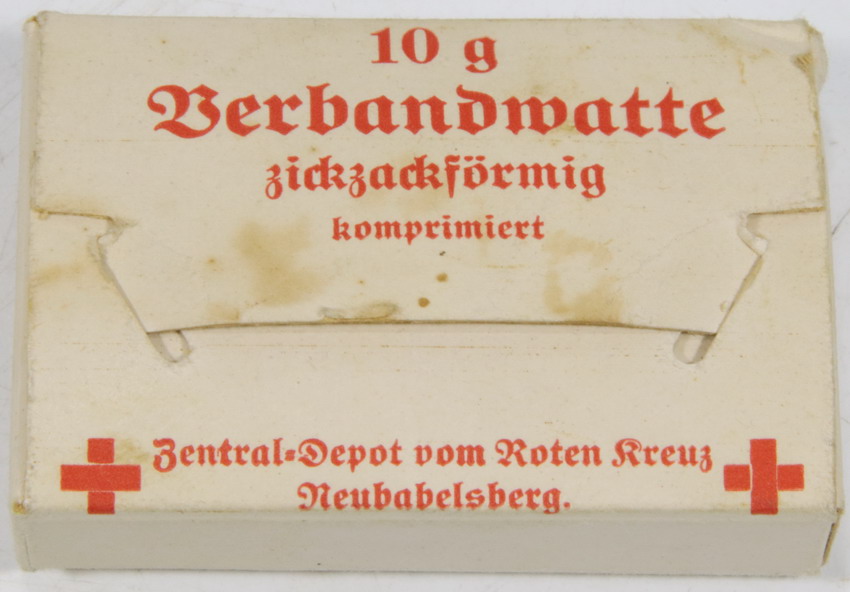 10 g
Verbandwatte
zickzackförmig
komprimiert
Zentral-Depot vom Roten Kreuz
Neubabelsberg.